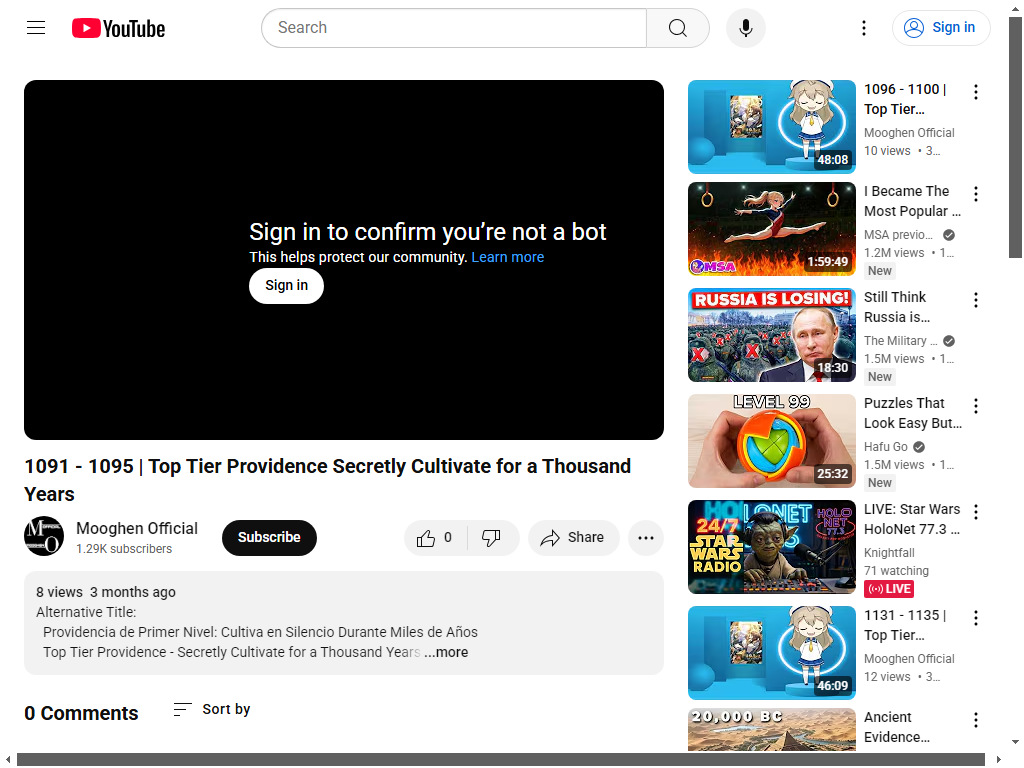 YouTube
Search
Sign in
Sign in to confirm you’re not a bot
This helps protect our community. Learn more
Sign in
1091 - 1095 | Top Tier Providence Secretly Cultivate for a Thousand
Years
Mooghen Official
1.29K subscribers
Subscribe
0
Share
8 views 3 months ago
Alternative Title:
Providencia de Primer Nivel: Cultiva en Silencio Durante Miles de Años
Top Tier Providence - Secretly Cultivate for a Thousand Years ...more
0 Comments
Sort by
48:08
1096 - 1100 |
Top Tier…
Mooghen Official
10 views • 3…
MSA
1:59:49
I Became The
Most Popular …
MSA previo…
1.2M views • 1…
New
RUSSIA IS LOSING!
18:30
Still Think
Russia is…
The Military …
1.5M views • 1…
New
LEVEL 99
25:32
Puzzles That
Look Easy But…
Hafu Go
1.5M views • 1…
New
24/7
STAR
WARS
RADIO
HOLO
NET
77.3
LIVE: Star Wars
HoloNet 77.3 …
Knightfall
71 watching
LIVE
46:09
1131 - 1135 |
Top Tier…
Mooghen Official
12 views • 3…
20,000 BC
Ancient
Evidence…